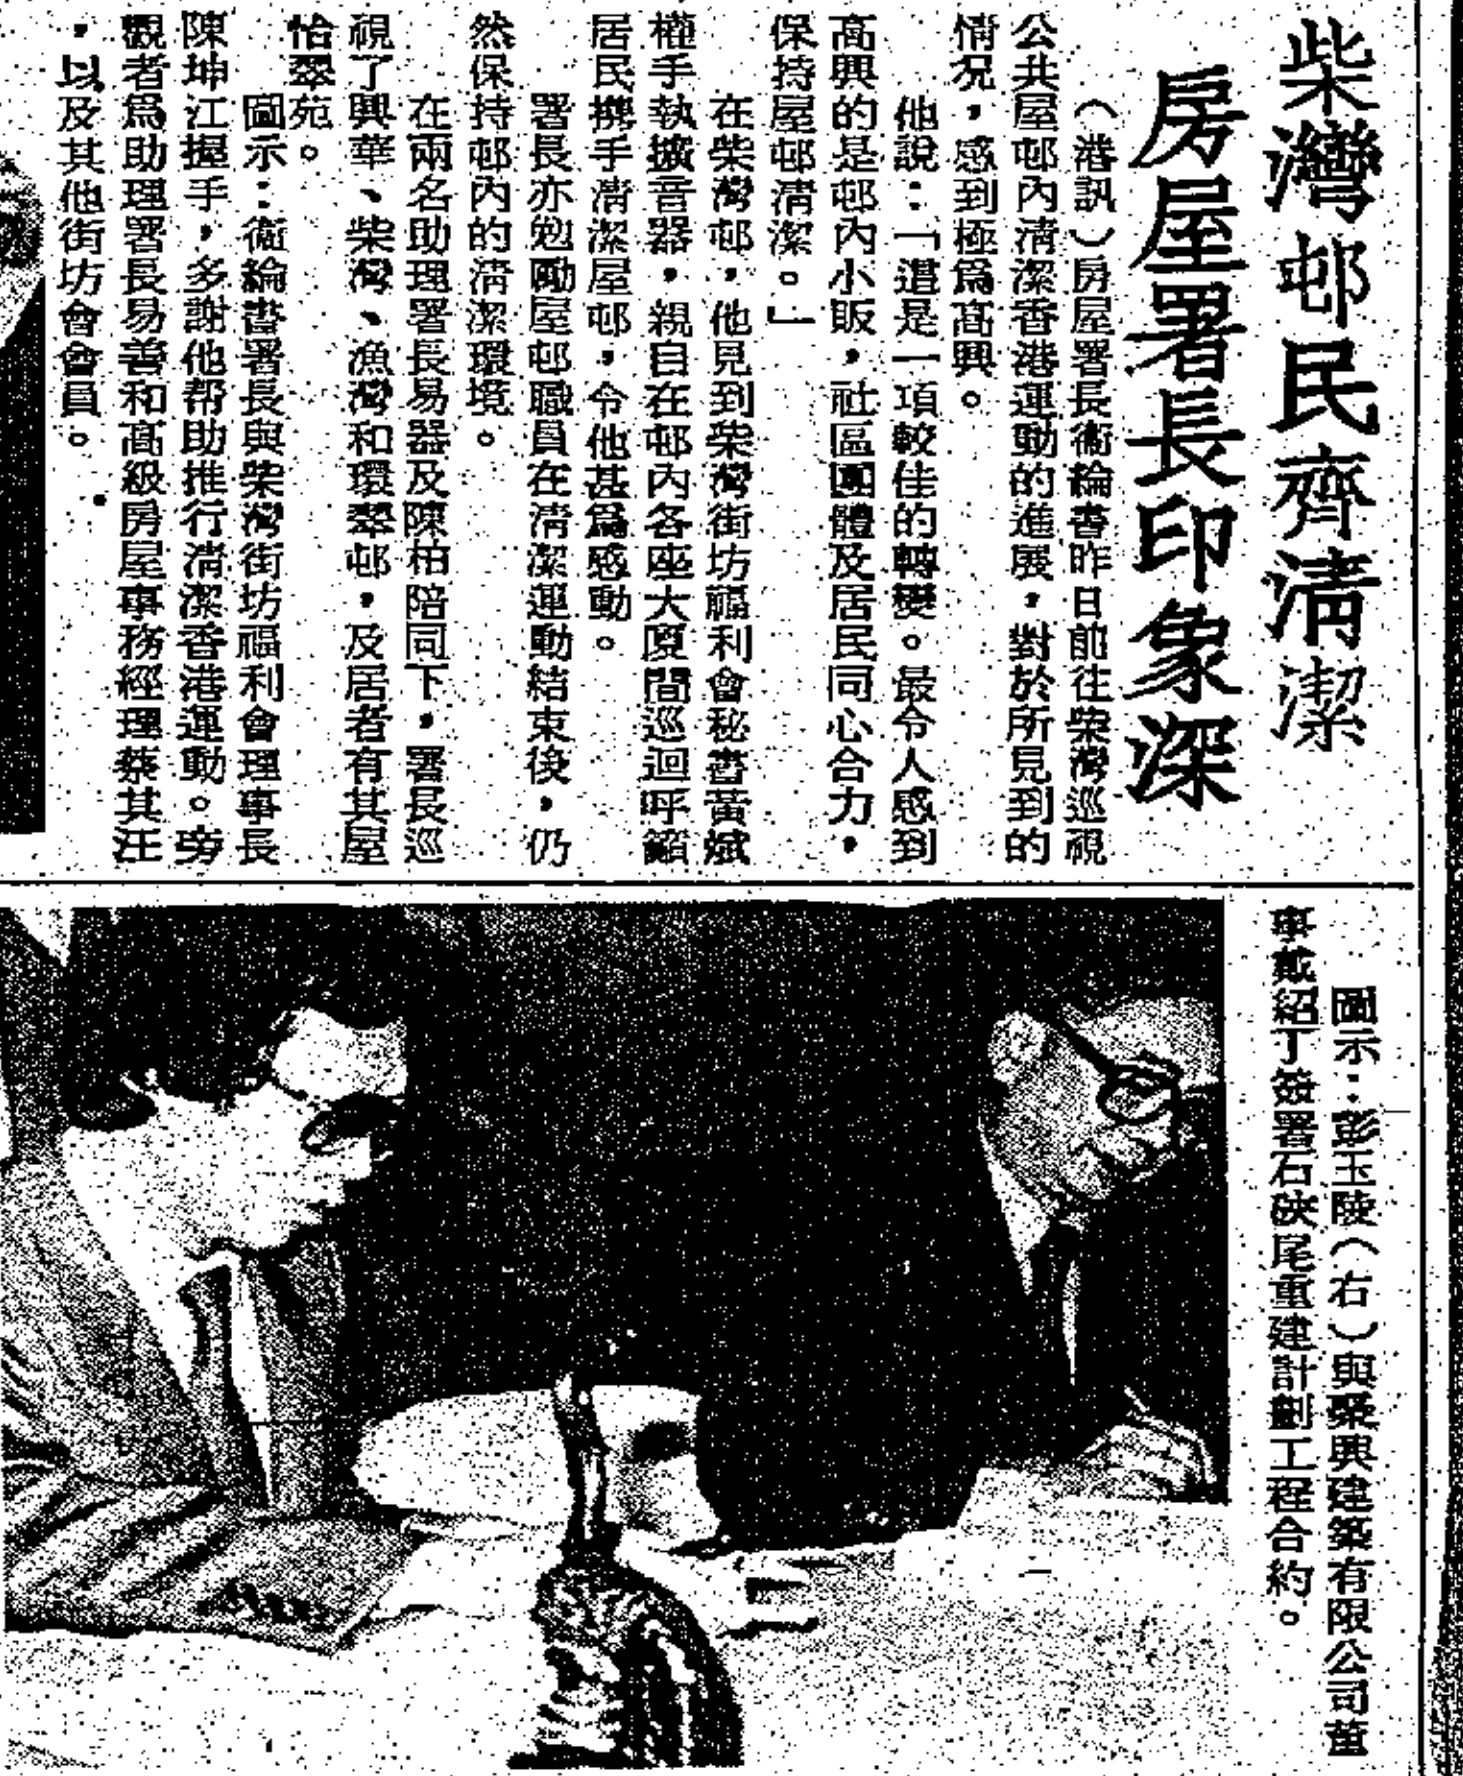 柴灣邨民齊清潔
房屋署長印象深
（港訊）房屋署長衞綸書昨日前往柴灣巡視
公共屋邨內清潔香港運動的進展，對於所見到的
情況，感到極為高興。
他說：「這是一項較佳的轉變。最令人感到
高興的是邨內小販，社區團體及居民同心合力，
保持屋邨清潔。」
在柴灣邨，他見到柴灣街坊福利會秘書黃斌
權手執擴音器，親自在邨內各座大廈間巡迴呼籲
居民携手清潔屋邨，令他甚為感動。
署長亦勉勵屋邨職員在清潔運動結束後，仍
然保持邨內的清潔環境。
在兩名助理署長易器及陳柏陪同下，署長巡
視了興華、柴灣、漁灣和環翠邨，及居者有其屋
怡翠苑。
圖示：衞綸書署長與柴灣街坊福利會理事長
陳坤江握手，多謝他帮助推行清潔香港運動。旁
觀者為助理署長易善和高級房屋事務經理蔡其汪
，以及其他街坊會會員。
圖示：彭玉陵（右）與聚興建築有限公司董
事戴紹丁簽署石硤尾重建計劃工程合約。